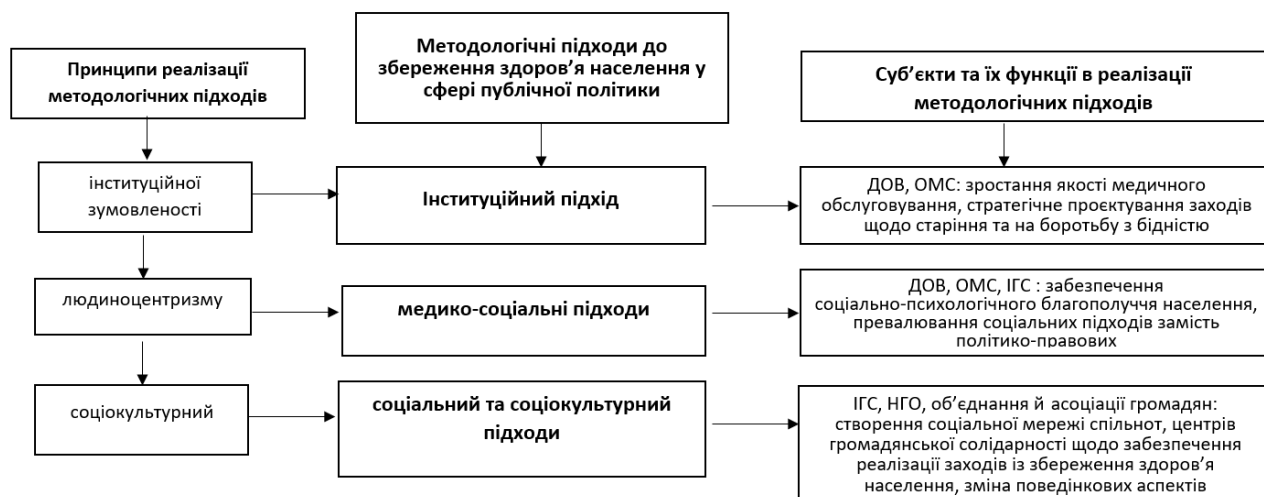 Принципи реалізації
методологічних підходів
Методологічні підходи до
збереження здоров’я населення у
сфері публічної політики
Суб’єкти та їх функції в реалізації
методологічних підходів
інституційної
зумовленості
Інституційний підхід
ДОВ, ОМС: зростання якості медичного
обслуговування, стратегічне проєктування заходів
щодо старіння та на боротьбу з бідністю
людиноцентризму
медико-соціальні підходи
ДОВ, ОМС, ІГС : забезпечення
соціально-психологічного благополуччя населення,
превалювання соціальних підходів замість
політико-правових
соціокультурний
соціальний та соціокультурний
підходи
ІГС, НГО, об’єднання й асоціації громадян:
створення соціальної мережі спільнот, центрів
громадянської солідарності щодо забезпечення
реалізації заходів із збереження здоров’я
населення, зміна поведінкових аспектів